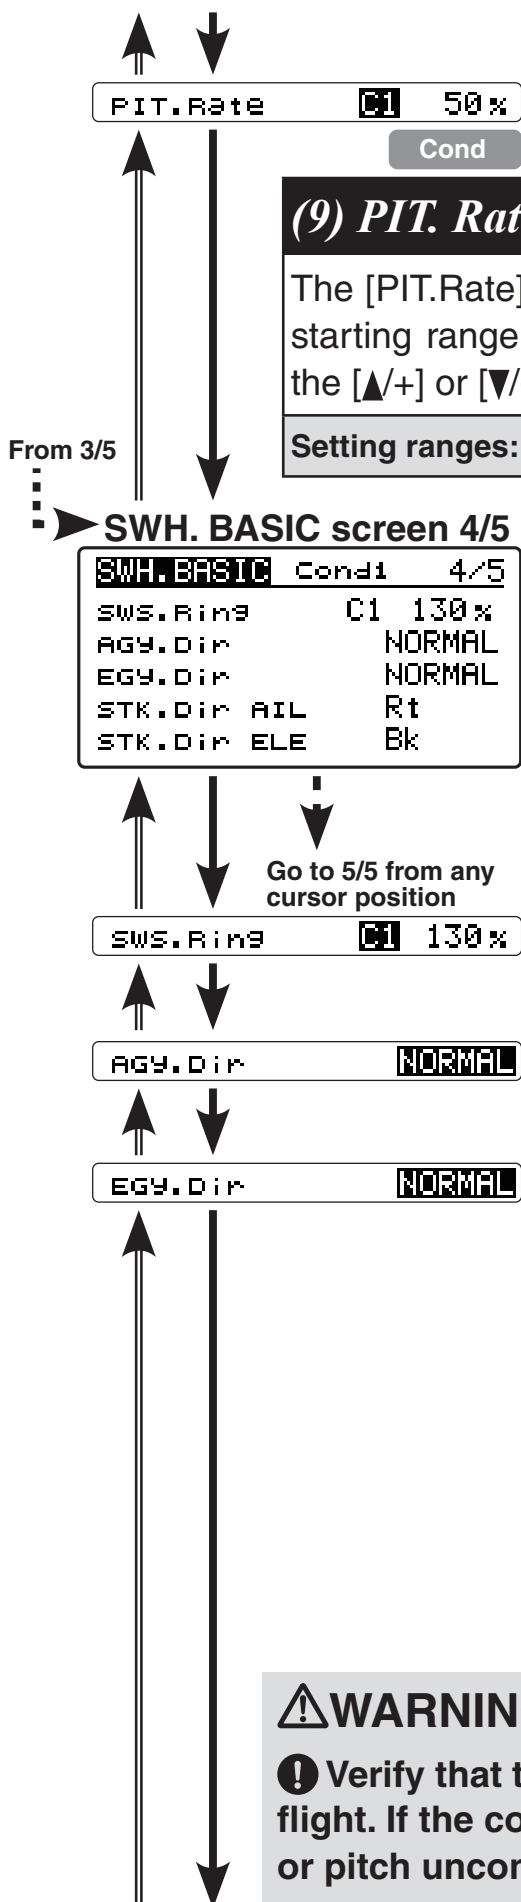 PIT.Rate C1 50%
Cond
(9) PIT. Rat
The [PIT.Rate]
starting range
the [▲/+] or [▼/
Setting ranges:
From 3/5
SWH. BASIC screen 4/5
SWH.BASIC Cond1 4/5
SWS.Ring C1 130%
AGY.Dir NORMAL
EGY.Dir NORMAL
STK.Dir AIL Rt
STK.Dir ELE Bk
Go to 5/5 from any
cursor position
SWS.Ring C1 130%
AGY.Dir NORMAL
EGY.Dir NORMAL
WARNIN
Verify that t
flight. If the co
or pitch uncon